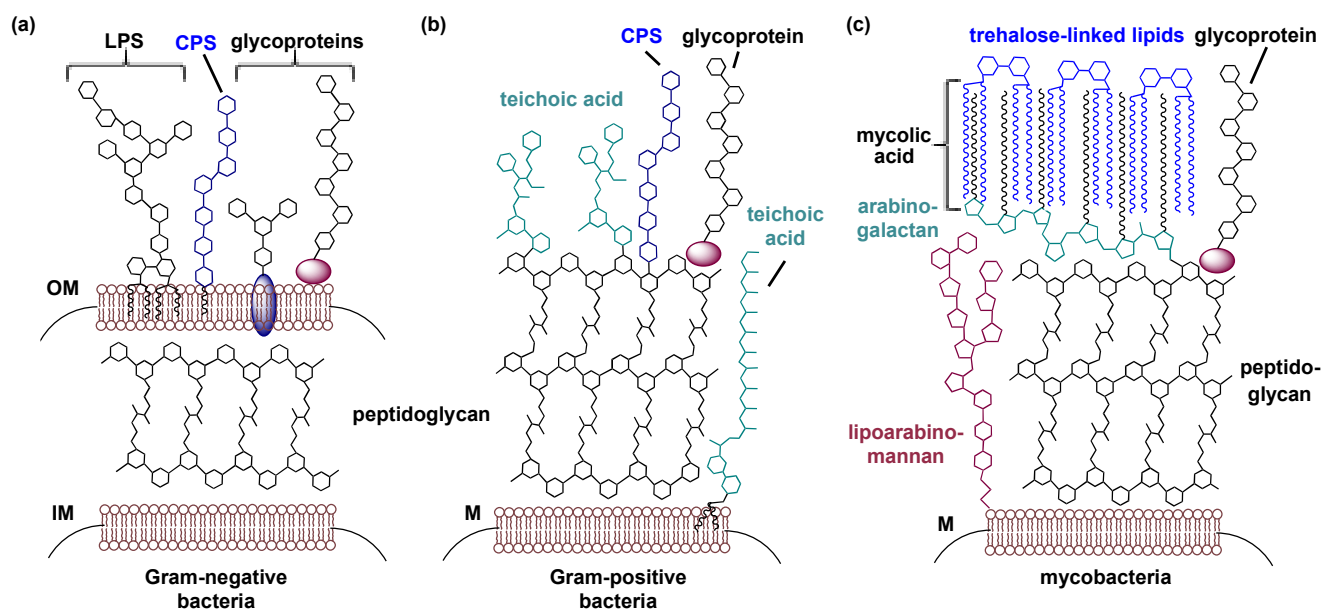 (a)
LPS
CPS
glycoproteins
OM
peptidoglycan
IM
Gram-negative
bacteria
(b)
CPS
glycoprotein
teichoic acid
teichoic
acid
M
Gram-positive
bacteria
(c)
trehalose-linked lipids
glycoprotein
mycolic
acid
arabino-
galactan
peptido-
glycan
lipoarabino-
mannan
M
mycobacteria